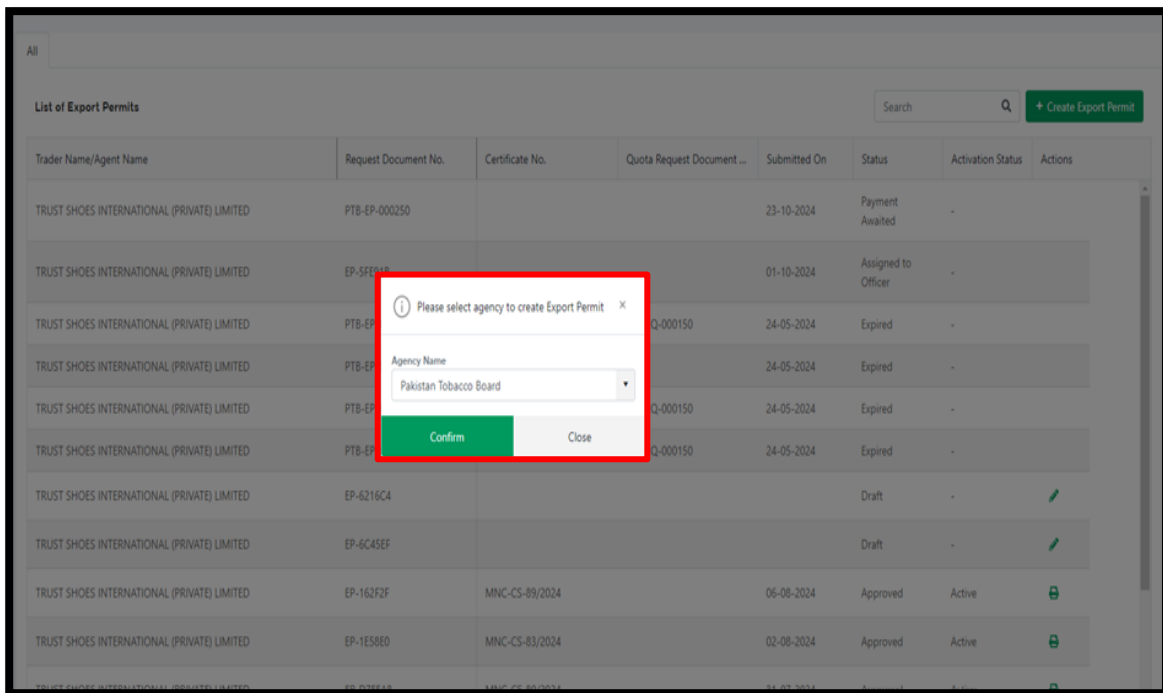 All
List of Export Permits
Search
+ Create Export Permit
Trader Name/Agent Name Request Document No. Certificate No. Quota Request Document ... Submitted On Status Activation Status Actions
TRUST SHOES INTERNATIONAL (PRIVATE) LIMITED PTB-EP-000250 23-10-2024 Payment Awaited -
TRUST SHOES INTERNATIONAL (PRIVATE) LIMITED 01-10-2024 Assigned to Officer -
Please select agency to create Export Permit ×
TRUST SHOES INTERNATIONAL (PRIVATE) LIMITED PTB-EP Q-000150 24-05-2024 Expired -
Agency Name
TRUST SHOES INTERNATIONAL (PRIVATE) LIMITED PTB-EP 24-05-2024 Expired -
Pakistan Tobacco Board
TRUST SHOES INTERNATIONAL (PRIVATE) LIMITED PTB-EP Q-000150 24-05-2024 Expired -
Confirm Close
TRUST SHOES INTERNATIONAL (PRIVATE) LIMITED PTB-EP Q-000150 24-05-2024 Expired -
TRUST SHOES INTERNATIONAL (PRIVATE) LIMITED EP-6216C4 Draft -
TRUST SHOES INTERNATIONAL (PRIVATE) LIMITED EP-6C45EF Draft -
TRUST SHOES INTERNATIONAL (PRIVATE) LIMITED EP-162F2F MNC-CS-89/2024 06-08-2024 Approved Active
TRUST SHOES INTERNATIONAL (PRIVATE) LIMITED EP-1E58E0 MNC-CS-83/2024 02-08-2024 Approved Active